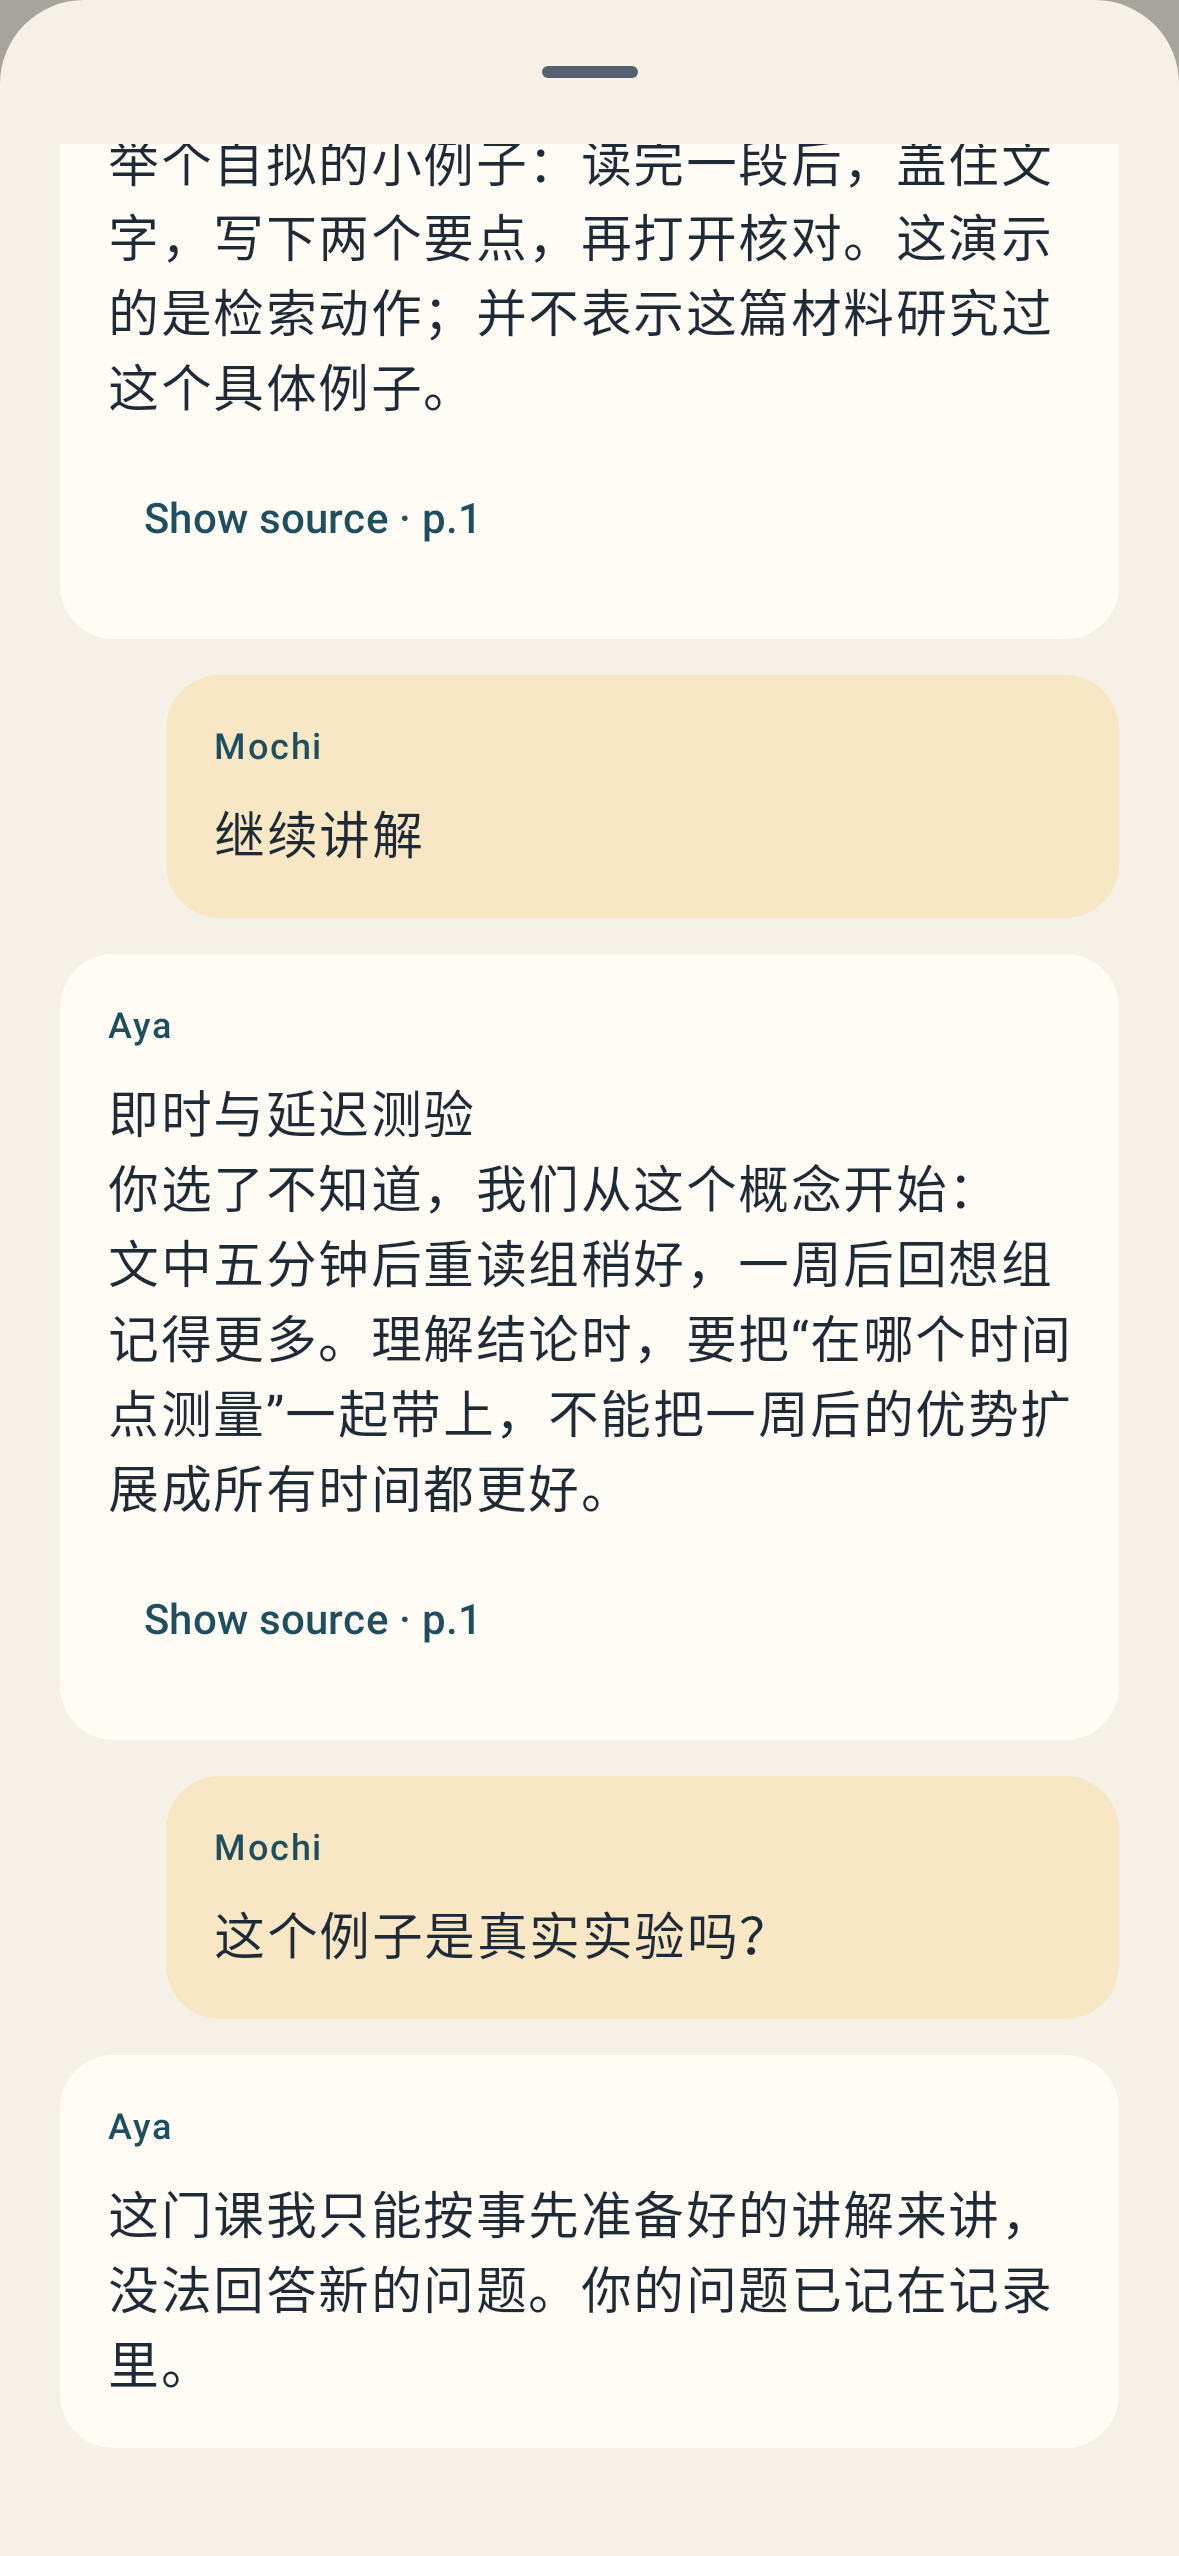 举个自拟的小例子：读完一段后，盖住文
字，写下两个要点，再打开核对。这演示
的是检索动作；并不表示这篇材料研究过
这个具体例子。
Show source · p.1
Mochi
继续讲解
Aya
即时与延迟测验
你选了不知道，我们从这个概念开始：
文中五分钟后重读组稍好，一周后回想组
记得更多。理解结论时，要把“在哪个时间
点测量”一起带上，不能把一周后的优势扩
展成所有时间都更好。
Show source · p.1
Mochi
这个例子是真实实验吗？
Aya
这门课我只能按事先准备好的讲解来讲，
没法回答新的问题。你的问题已记在记录
里。